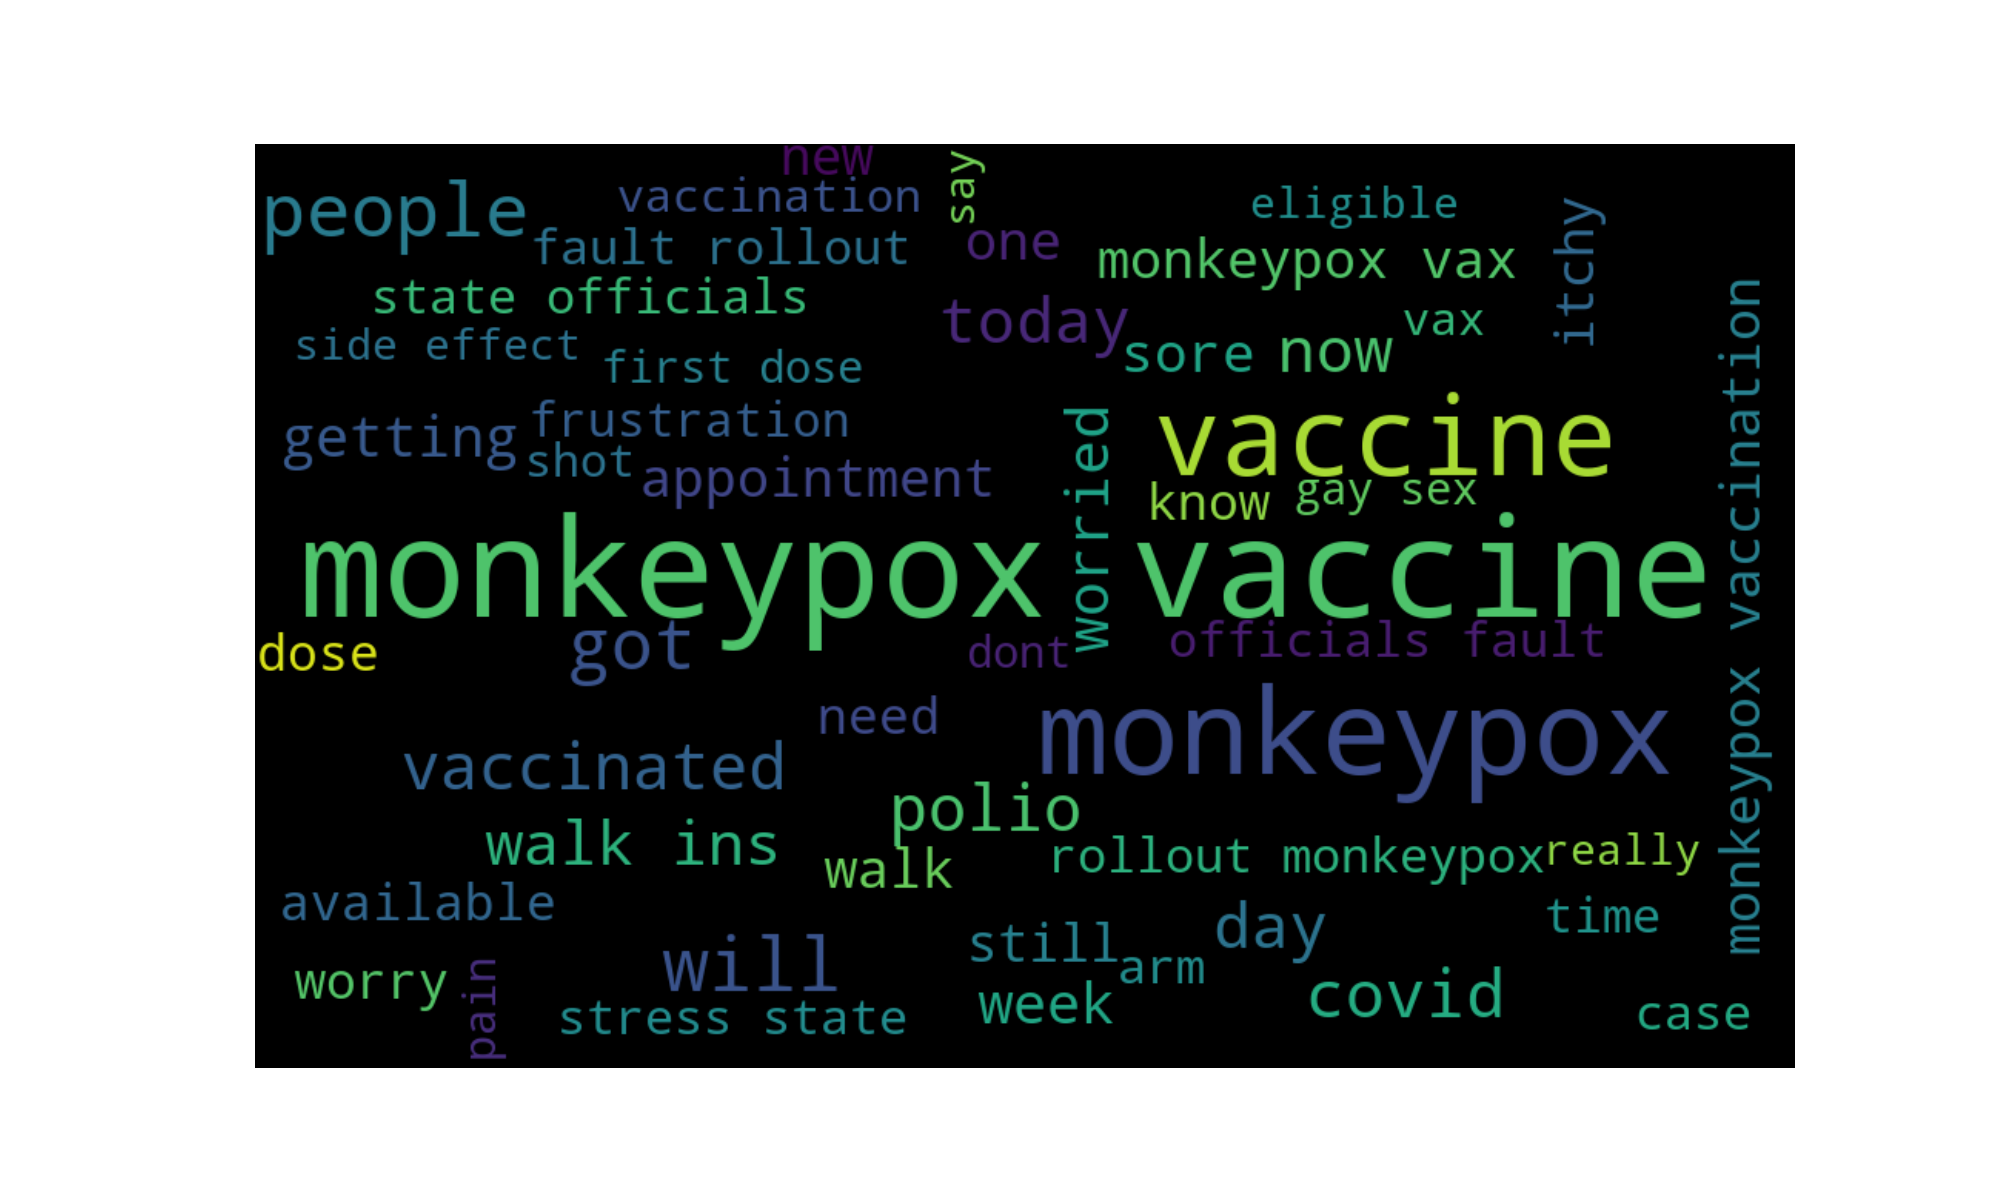 new
say
people
vaccination
eligible
itchy
fault rollout
one
monkeypox vax
state officials
today
vax
side effect
first dose
sore
now
monkeypox vaccination
getting
frustration
worried
vaccine
shot
appointment
know
gay sex
monkeypox vaccine
dose
got
dont
officials fault
need
monkeypox
vaccinated
polio
walk ins
walk
rollout monkeypox
really
available
still
day
time
worry
pain
will
arm
week
covid
case
stress state